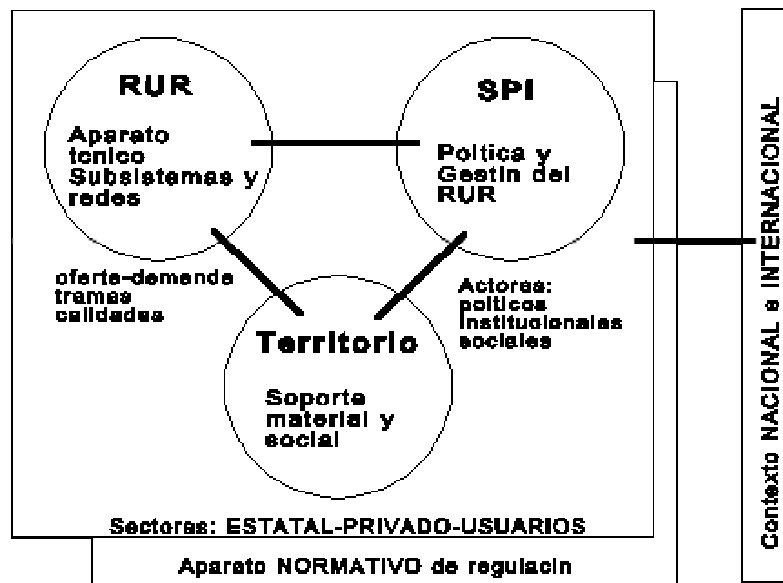 RUR
Aparato
tcnico
Subsistemas y
redes
SPI
Poltica y
Gestin del
RUR
oferta-demanda
tramas
calidades
Actores:
polticos
institucionales
sociales
Territorio
Soporte
material y
social
Sectores: ESTATAL-PRIVADO-USUARIOS
Aparato NORMATIVO de regulacin
Contexto NACIONAL e INTERNACIONAL